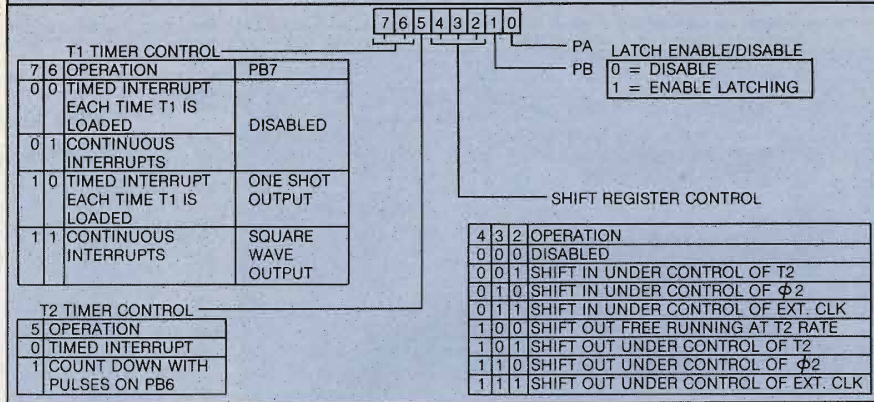 7 6 5 4 3 2 1 0
T1 TIMER CONTROL
7 6 OPERATION PB7
0 0 TIMED INTERRUPT
EACH TIME T1 IS
LOADED
DISABLED
0 1 CONTINUOUS
INTERRUPTS
1 0 TIMED INTERRUPT ONE SHOT
EACH TIME T1 IS OUTPUT
LOADED
1 1 CONTINUOUS SQUARE
INTERRUPTS WAVE
OUTPUT
T2 TIMER CONTROL
5 OPERATION
0 TIMED INTERRUPT
1 COUNT DOWN WITH
PULSES ON PB6
PA LATCH ENABLE/DISABLE
PB 0 = DISABLE
1 = ENABLE LATCHING
SHIFT REGISTER CONTROL
4 3 2 OPERATION
0 0 0 DISABLED
0 0 1 SHIFT IN UNDER CONTROL OF T2
0 1 0 SHIFT IN UNDER CONTROL OF ϕ2
0 1 1 SHIFT IN UNDER CONTROL OF EXT. CLK
1 0 0 SHIFT OUT FREE RUNNING AT T2 RATE
1 0 1 SHIFT OUT UNDER CONTROL OF T2
1 1 0 SHIFT OUT UNDER CONTROL OF ϕ2
1 1 1 SHIFT OUT UNDER CONTROL OF EXT. CLK